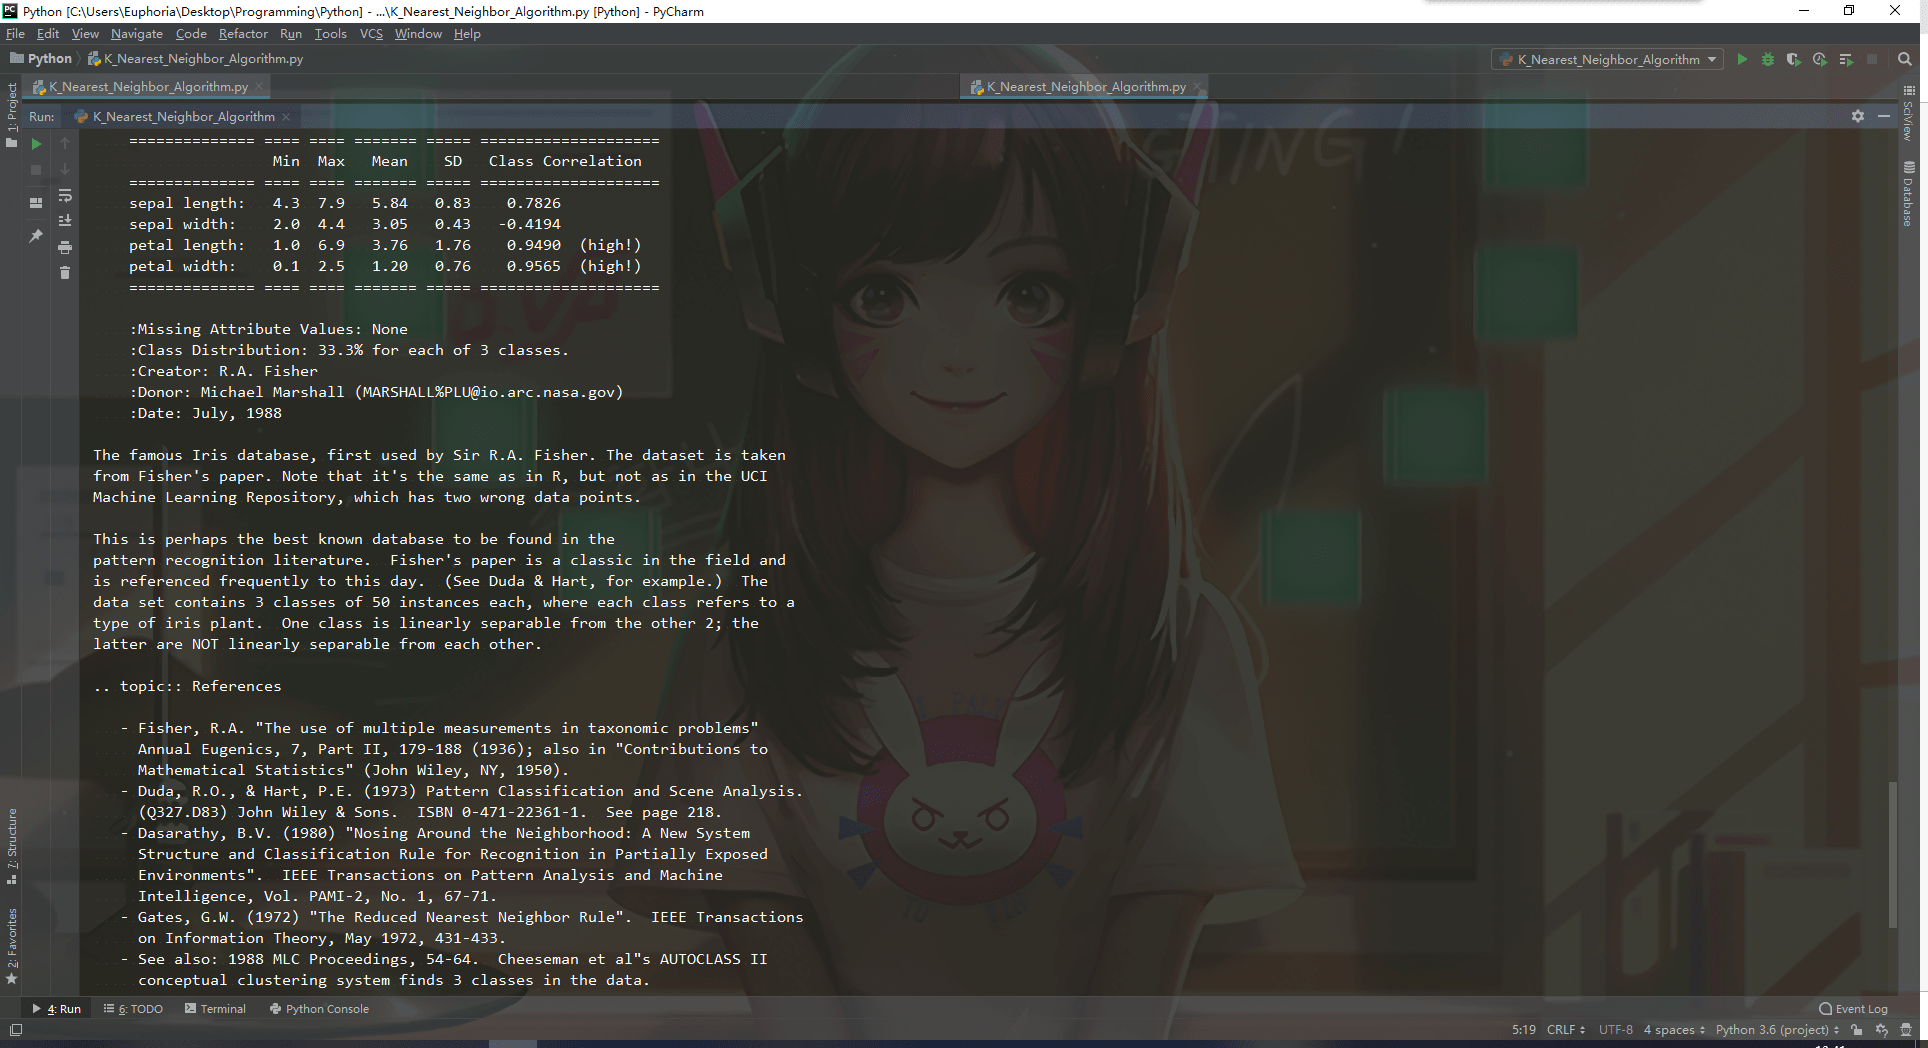 Python [C:\Users\Euphoria\Desktop\Programming\Python] - ...\K_Nearest_Neighbor_Algorithm.py [Python] - PyCharm
File Edit View Navigate Code Refactor Run Tools VCS Window Help
Python K_Nearest_Neighbor_Algorithm.py
K_Nearest_Neighbor_Algorithm
K_Nearest_Neighbor_Algorithm.py
K_Nearest_Neighbor_Algorithm.py
Run: K_Nearest_Neighbor_Algorithm
1: Project
SciView
Database
============== ==== ==== ======= ===== ====================
Min Max Mean SD Class Correlation
============== ==== ==== ======= ===== ====================
sepal length: 4.3 7.9 5.84 0.83 0.7826
sepal width: 2.0 4.4 3.05 0.43 -0.4194
petal length: 1.0 6.9 3.76 1.76 0.9490 (high!)
petal width: 0.1 2.5 1.20 0.76 0.9565 (high!)
============== ==== ==== ======= ===== ====================
:Missing Attribute Values: None
:Class Distribution: 33.3% for each of 3 classes.
:Creator: R.A. Fisher
:Donor: Michael Marshall (MARSHALL%PLU@io.arc.nasa.gov)
:Date: July, 1988
The famous Iris database, first used by Sir R.A. Fisher. The dataset is taken
from Fisher's paper. Note that it's the same as in R, but not as in the UCI
Machine Learning Repository, which has two wrong data points.
This is perhaps the best known database to be found in the
pattern recognition literature. Fisher's paper is a classic in the field and
is referenced frequently to this day. (See Duda & Hart, for example.) The
data set contains 3 classes of 50 instances each, where each class refers to a
type of iris plant. One class is linearly separable from the other 2; the
latter are NOT linearly separable from each other.
.. topic:: References
- Fisher, R.A. "The use of multiple measurements in taxonomic problems"
Annual Eugenics, 7, Part II, 179-188 (1936); also in "Contributions to
Mathematical Statistics" (John Wiley, NY, 1950).
- Duda, R.O., & Hart, P.E. (1973) Pattern Classification and Scene Analysis.
(Q327.D83) John Wiley & Sons. ISBN 0-471-22361-1. See page 218.
- Dasarathy, B.V. (1980) "Nosing Around the Neighborhood: A New System
Structure and Classification Rule for Recognition in Partially Exposed
Environments". IEEE Transactions on Pattern Analysis and Machine
Intelligence, Vol. PAMI-2, No. 1, 67-71.
- Gates, G.W. (1972) "The Reduced Nearest Neighbor Rule". IEEE Transactions
on Information Theory, May 1972, 431-433.
- See also: 1988 MLC Proceedings, 54-64. Cheeseman et al"s AUTOCLASS II
conceptual clustering system finds 3 classes in the data.
7: Structure
2: Favorites
4: Run 6: TODO Terminal Python Console Event Log
5:19 CRLF UTF-8 4 spaces Python 3.6 (project)